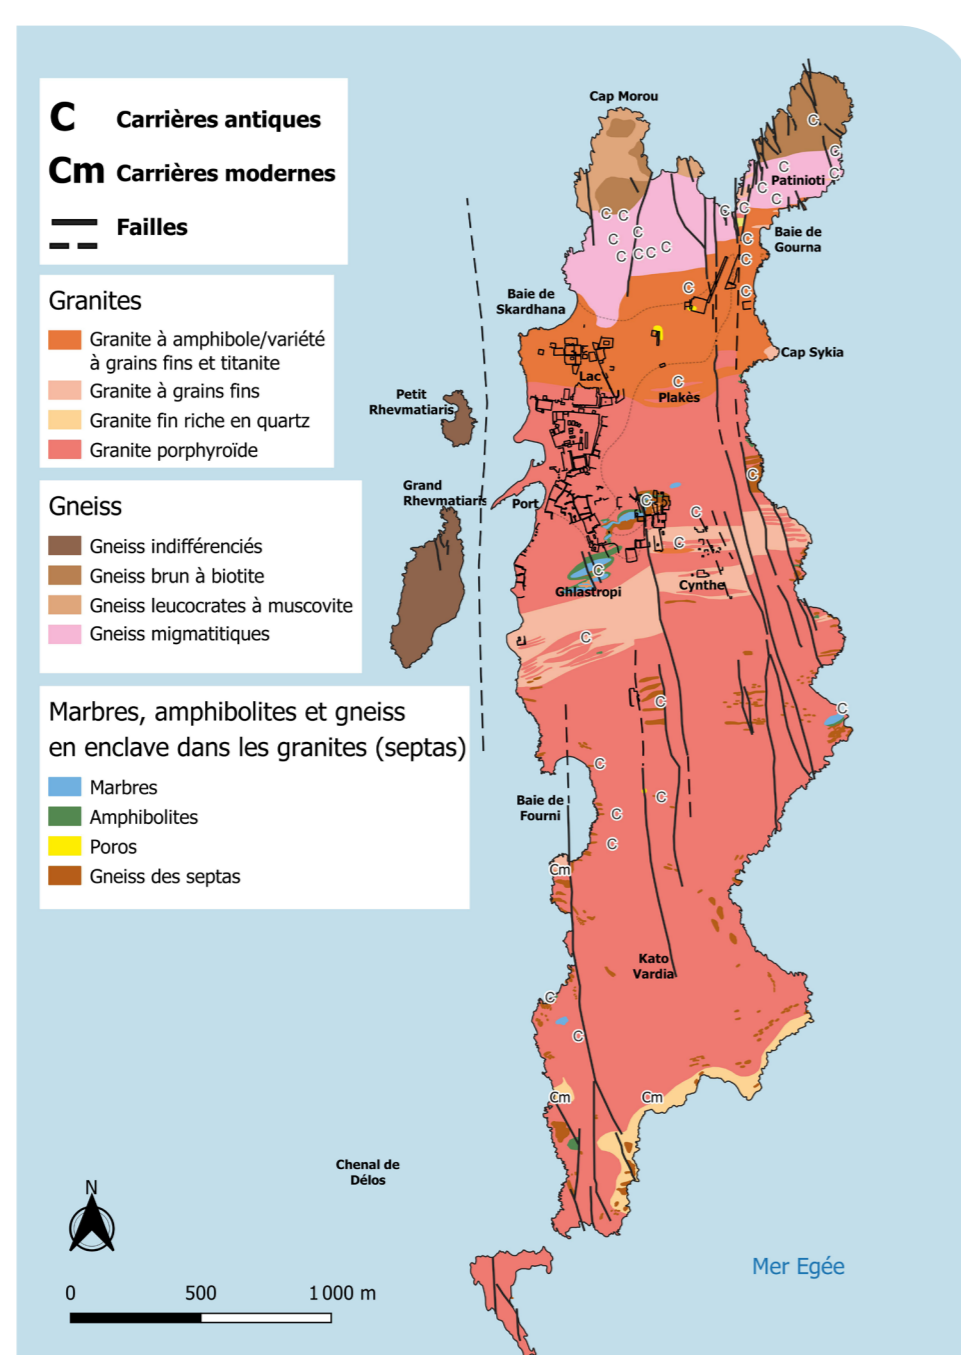 C Carrières antiques
Cm Carrières modernes
Failles
Granites
Granite à amphibole/variété
à grains fins et titanite
Granite à grains fins
Granite fin riche en quartz
Granite porphyroïde
Gneiss
Gneiss indifférenciés
Gneiss brun à biotite
Gneiss leucocrates à muscovite
Gneiss migmatitiques
Marbres, amphibolites et gneiss
en enclave dans les granites (septas)
Marbres
Amphibolites
Poros
Gneiss des septas
Cap Morou
C
C
C
C
Patinioti
C
C
C
C
C
C C
C
C
C C C C
Baie de
Gourna
C
C
C
C
Baie de
Skardhana
Cap Sykia
Lac
C
Plakès
Petit
Rhevmatiaris
Grand
Rhevmatiaris
Port
C
C
C
C
C
Ghlastropi
Cynthe
C
C
C
C
C
Baie de
Fourni
C
C
Cm
Kato
Vardia
C
C
Cm
Cm
Chenal de
Délos
N
Mer Egée
0 500 1 000 m